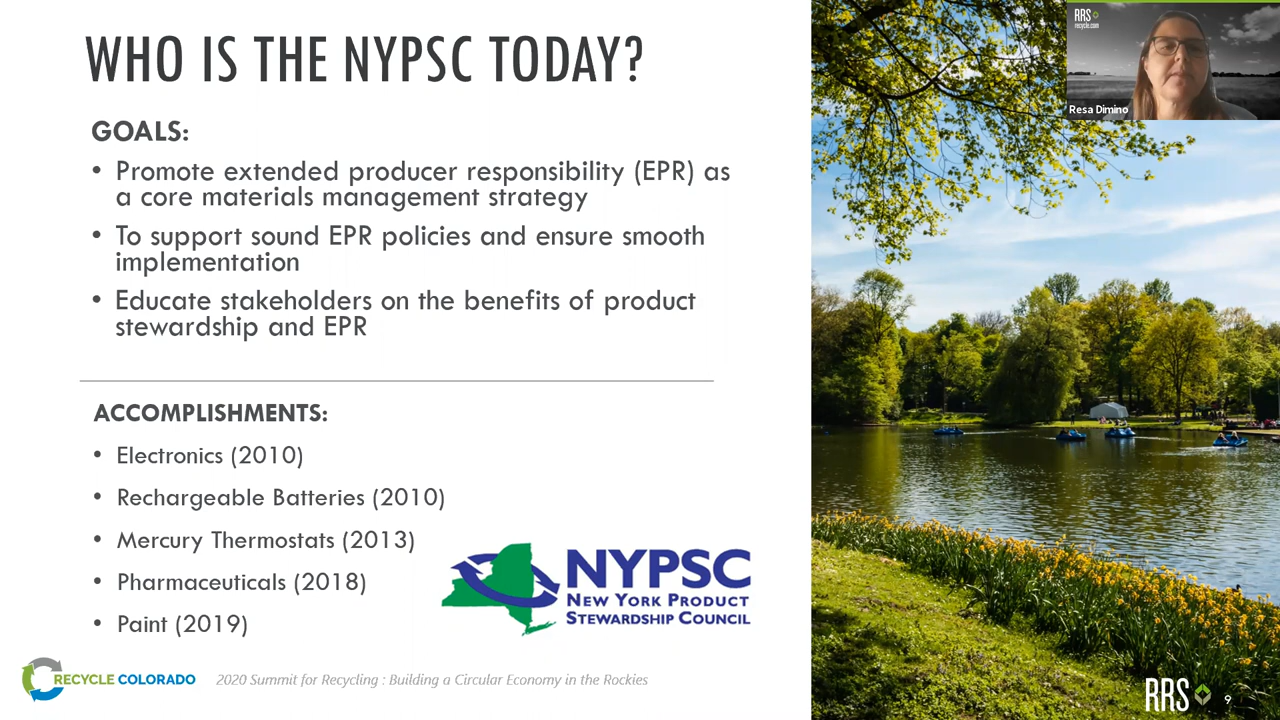 WHO IS THE NYPSC TODAY?
RRS
recycle.com
Resa Dimino
GOALS:
• Promote extended producer responsibility (EPR) as
a core materials management strategy
• To support sound EPR policies and ensure smooth
implementation
• Educate stakeholders on the benefits of product
stewardship and EPR
ACCOMPLISHMENTS:
• Electronics (2010)
• Rechargeable Batteries (2010)
• Mercury Thermostats (2013)
• Pharmaceuticals (2018)
• Paint (2019)
NYPSC
NEW YORK PRODUCT
STEWARDSHIP COUNCIL
RECYCLE COLORADO
2020 Summit for Recycling : Building a Circular Economy in the Rockies
RRS
9